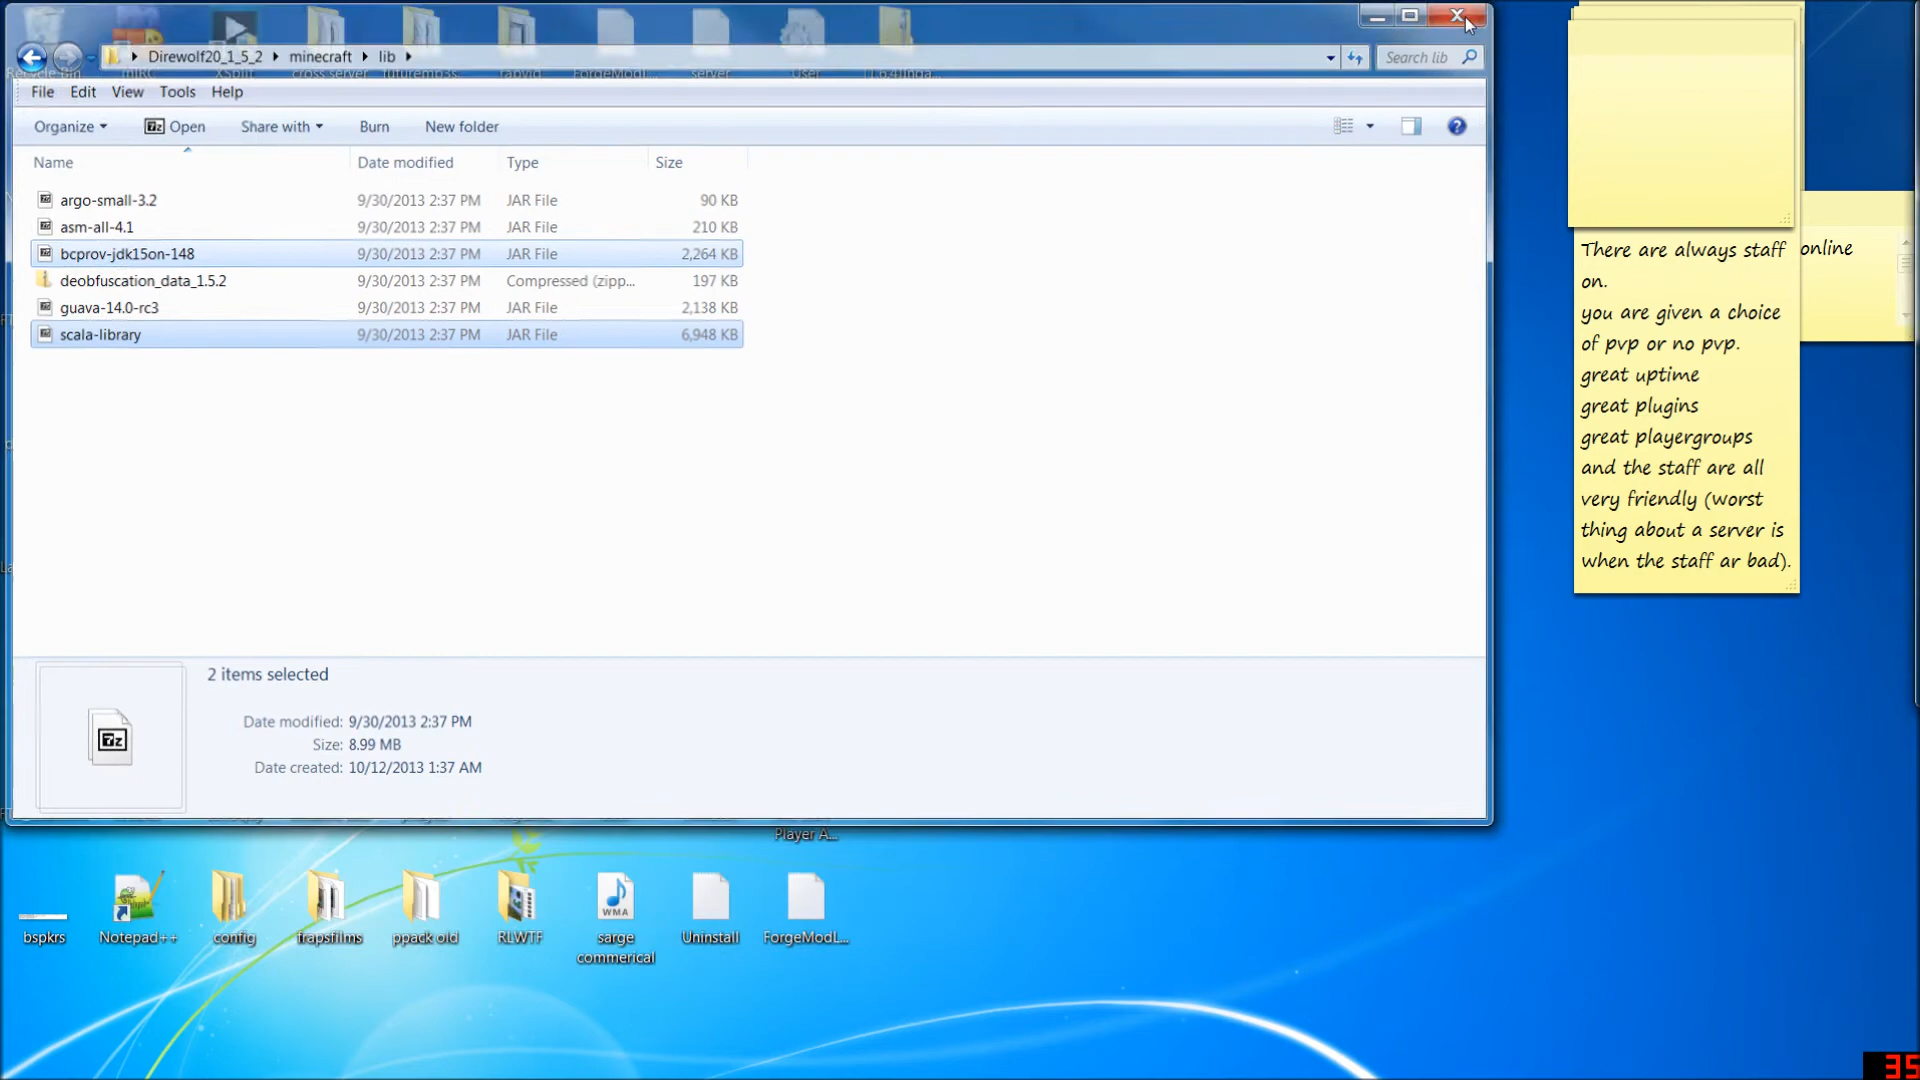 Direwolf20_1_5_2 minecraft lib
Search lib
File Edit View Tools Help
Organize Open Share with Burn New folder
Name Date modified Type Size
argo-small-3.2 9/30/2013 2:37 PM JAR File 90 KB
asm-all-4.1 9/30/2013 2:37 PM JAR File 210 KB
bcprov-jdk15on-148 9/30/2013 2:37 PM JAR File 2,264 KB
deobfuscation_data_1.5.2 9/30/2013 2:37 PM Compressed (zipp... 197 KB
guava-14.0-rc3 9/30/2013 2:37 PM JAR File 2,138 KB
scala-library 9/30/2013 2:37 PM JAR File 6,948 KB
2 items selected
Date modified: 9/30/2013 2:37 PM
Size: 8.99 MB
Date created: 10/12/2013 1:37 AM
There are always staff
on.
you are given a choice
of pvp or no pvp.
great uptime
great plugins
great playergroups
and the staff are all
very friendly (worst
thing about a server is
when the staff ar bad).
online
Player A...
bspkrs
Notepad++
config
frapsfilms
ppack old
RLWTF
WMA
sarge
commerical
Uninstall
ForgeModL...
35